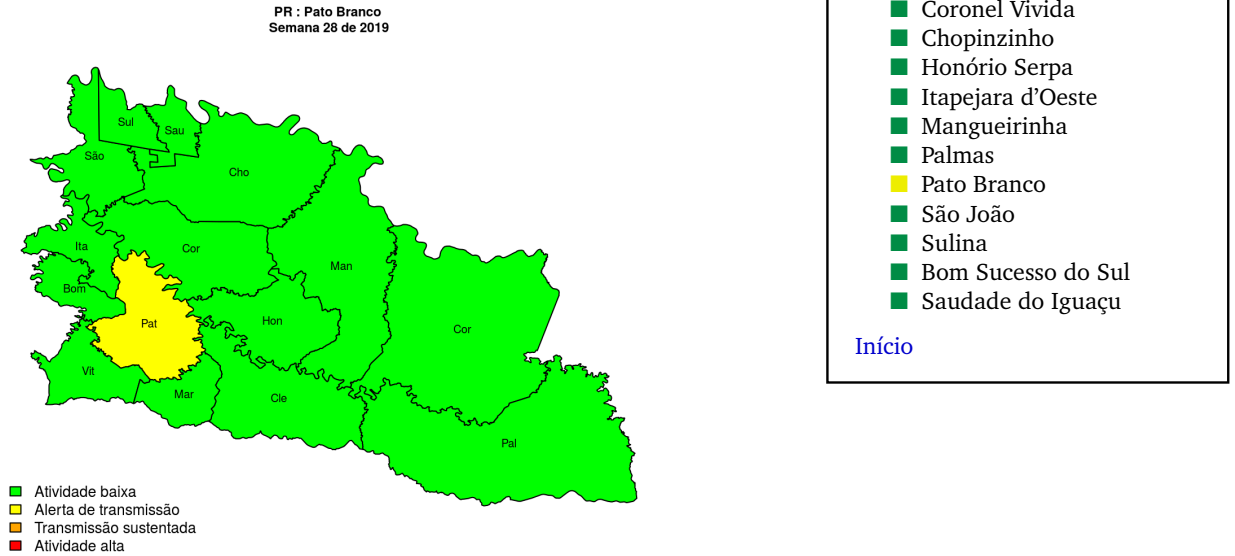 PR : Pato Branco
Semana 28 de 2019
Sul
Sau
São
Cho
Ita
Cor
Man
Bom
Pat
Hon
Cor
Vit
Mar
Cle
Pal
Atividade baixa
Alerta de transmissão
Transmissão sustentada
Atividade alta
Coronel Vivida
Chopinzinho
Honório Serpa
Itapejara d’Oeste
Mangueirinha
Palmas
Pato Branco
São João
Sulina
Bom Sucesso do Sul
Saudade do Iguaçu
Início